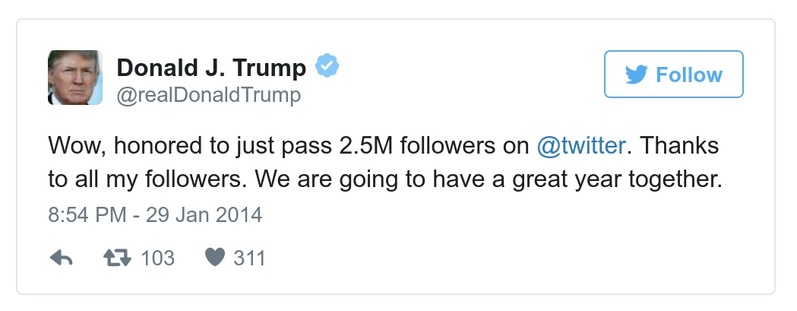 Donald J. Trump
Follow
@realDonaldTrump
Wow, honored to just pass 2.5M followers on @twitter. Thanks
to all my followers. We are going to have a great year together.
8:54 PM - 29 Jan 2014
103 311